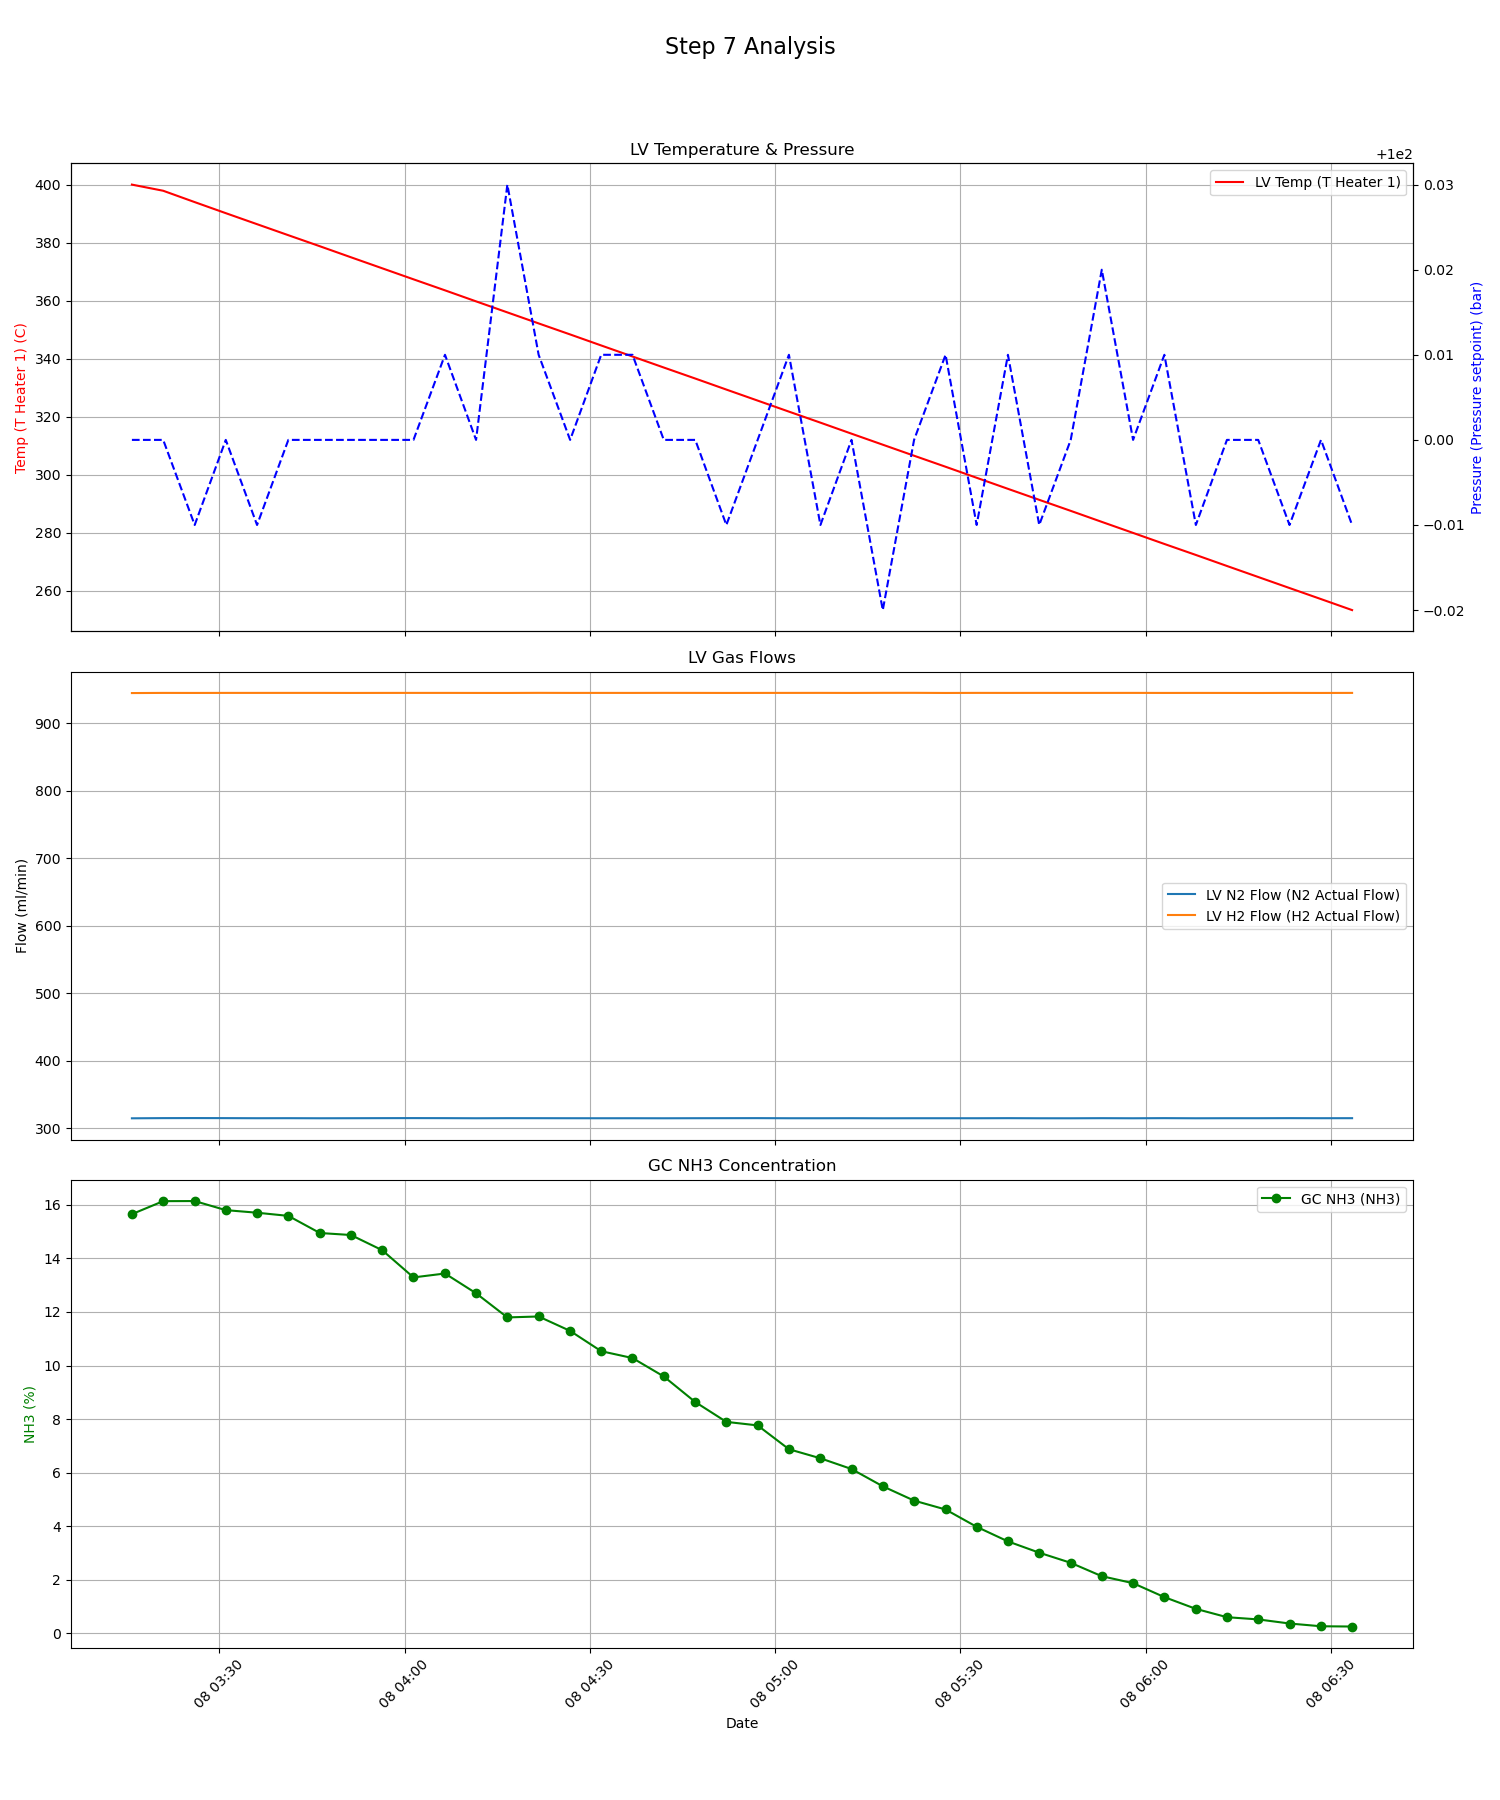 Step 7 Analysis
LV Temperature & Pressure
+1e2
LV Temp (T Heater 1)
400
380
360
340
320
300
280
260
Temp (T Heater 1) (C)
0.03
0.02
0.01
0.00
−0.01
−0.02
Pressure (Pressure setpoint) (bar)
LV Gas Flows
900
800
700
600
500
400
300
Flow (ml/min)
LV N2 Flow (N2 Actual Flow)
LV H2 Flow (H2 Actual Flow)
GC NH3 Concentration
GC NH3 (NH3)
16
14
12
10
8
6
4
2
0
NH3 (%)
08 03:30
08 04:00
08 04:30
08 05:00
08 05:30
08 06:00
08 06:30
Date